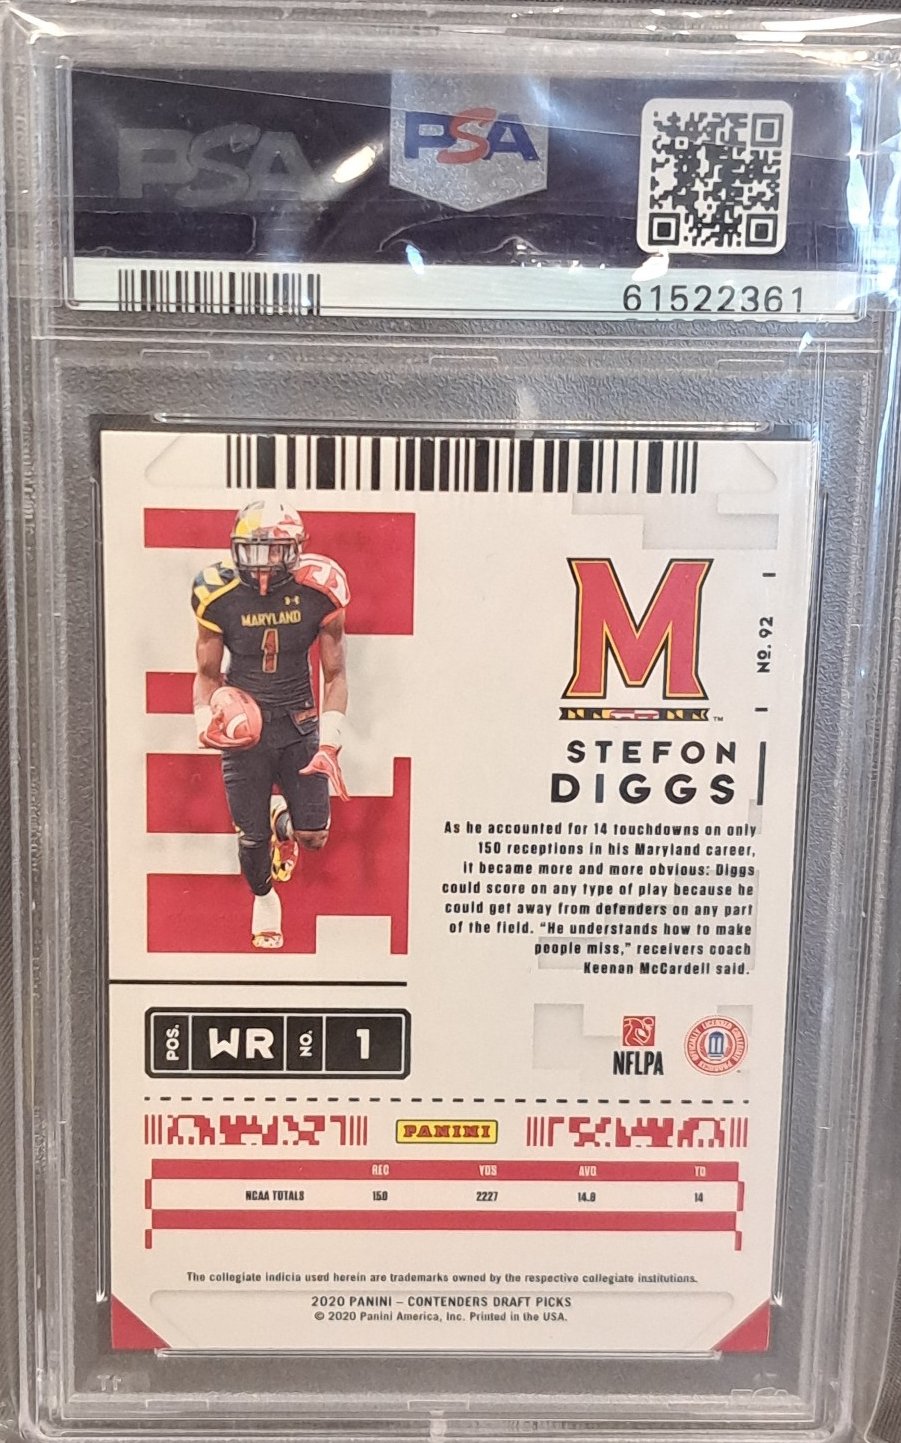 PSA
PSA
61522361
MARYLAND
1
M
™
Nº. 92
STEFON
DIGGS
As he accounted for 14 touchdowns on only
150 receptions in his Maryland career,
it became more and more obvious: Diggs
could score on any type of play because he
could get away from defenders on any part
of the field. "He understands how to make
people miss," receivers coach
Keenan McCardell said.
POS. WR NO. 1
NFLPA
OFFICIALLY LICENSED COLLEGIATE PRODUCTS
PANINI
REC YDS AVG TD
NCAA TOTALS 150 2227 14.8 14
The collegiate indicia used herein are trademarks owned by the respective collegiate institutions.
2020 PANINI – CONTENDERS DRAFT PICKS
© 2020 Panini America, Inc. Printed in the USA.